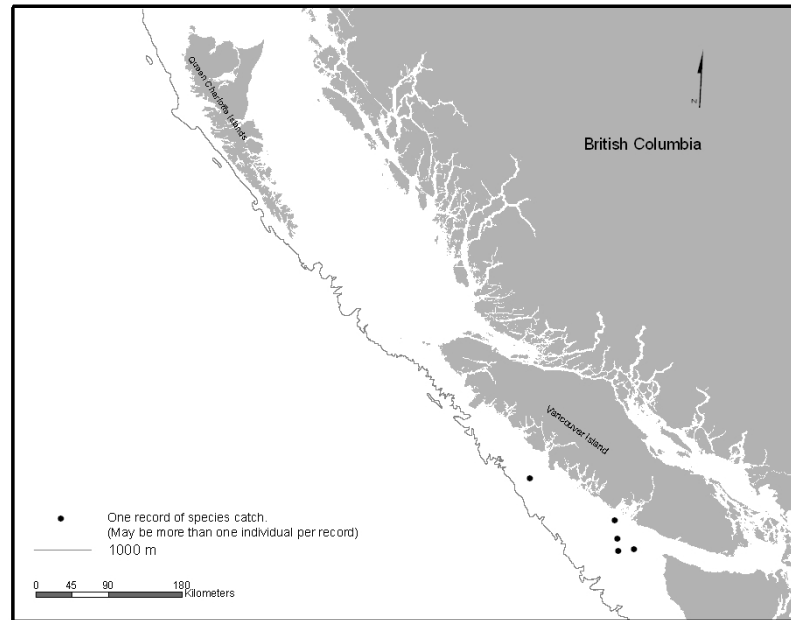 Queen Charlotte Islands
N
British Columbia
Vancouver Island
One record of species catch.
(May be more than one individual per record)
1000 m
0 45 90 180
Kilometers